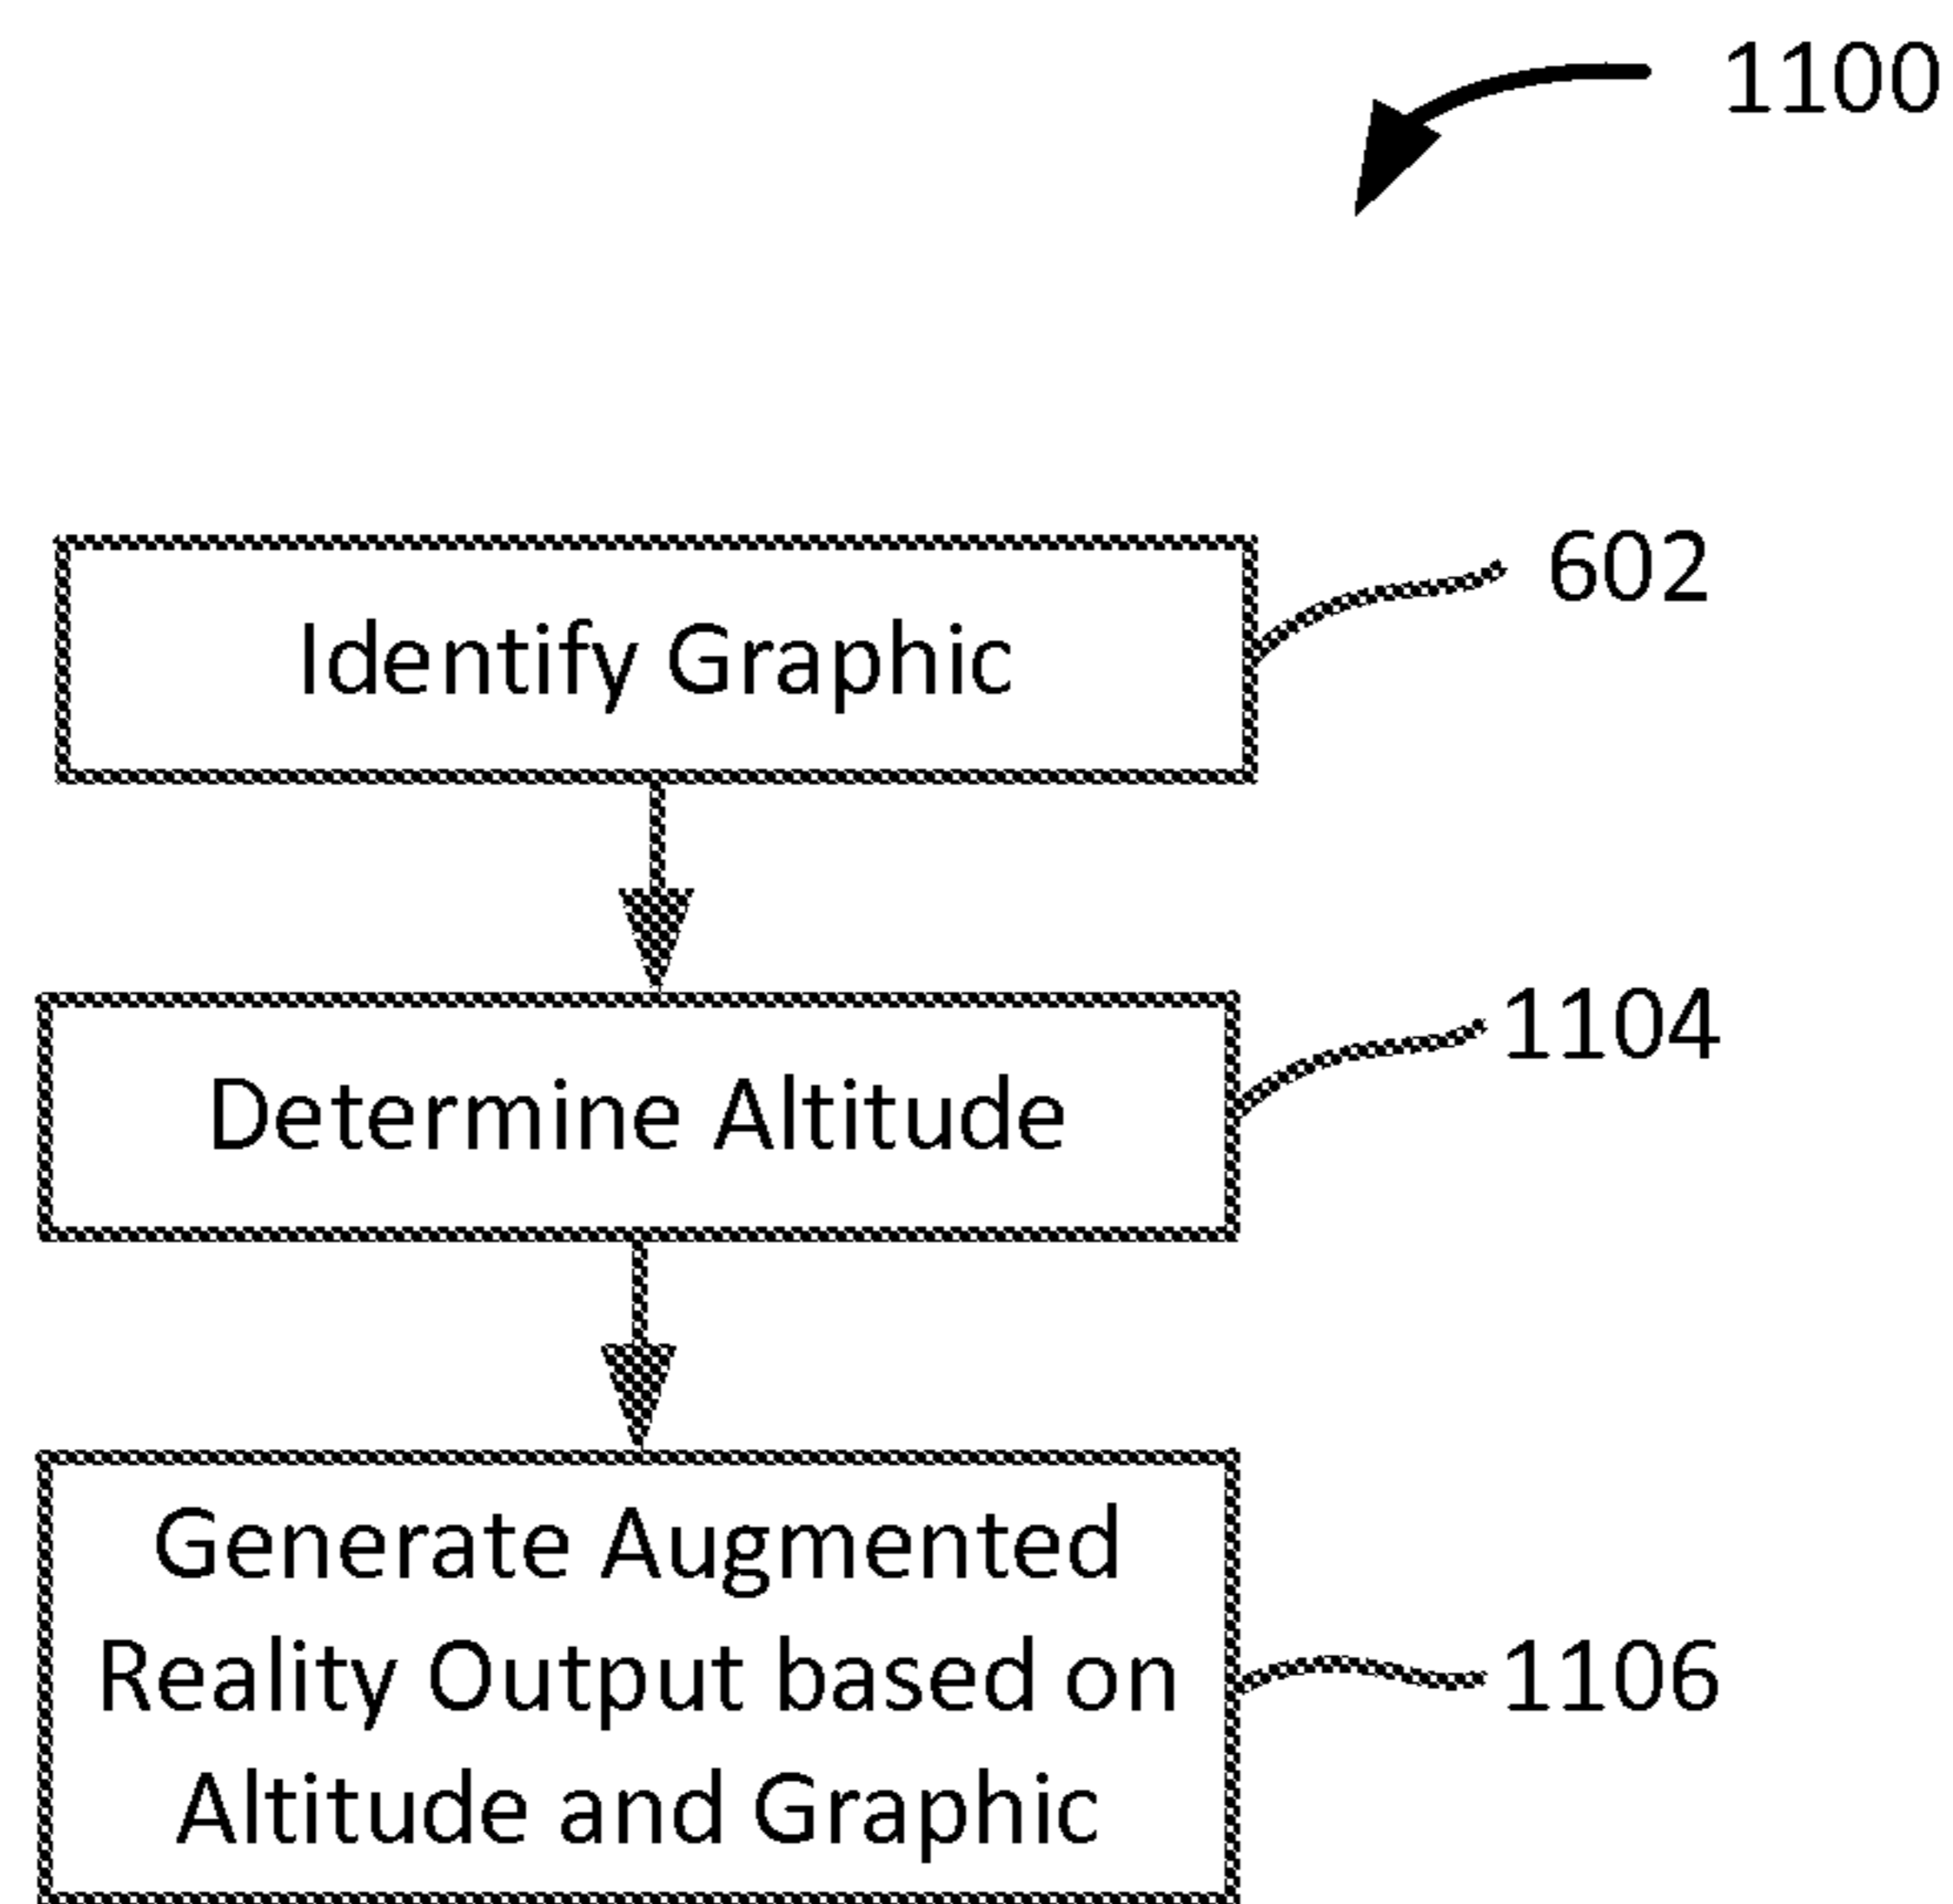 1100
Identify Graphic
602
Determine Altitude
1104
Generate Augmented
Reality Output based on
Altitude and Graphic
1106